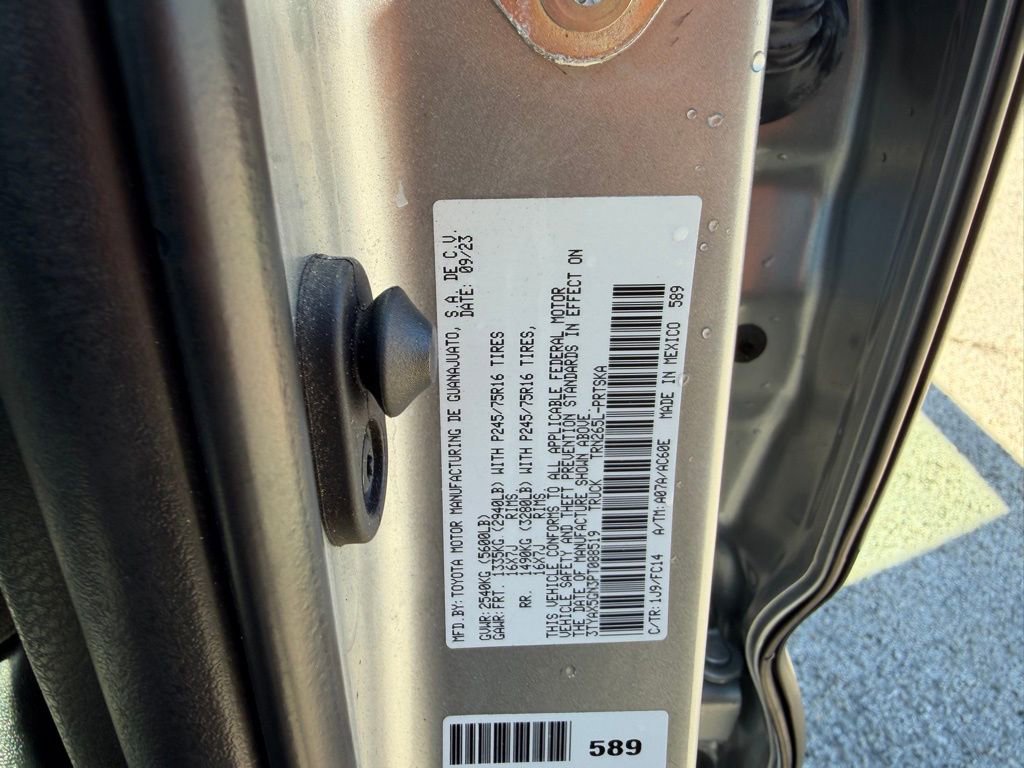 MFD.BY: TOYOTA MOTOR MANUFACTURING DE GUANAJUATO, S.A. DE C.V.
DATE: 09/23
GVWR: 2540KG (5600LB)
GAWR: FRT. 1335KG (2940LB) WITH P245/75R16 TIRES
16X7J RIMS
RR. 1490KG (3280LB) WITH P245/75R16 TIRES,
16X7J RIMS.
THIS VEHICLE CONFORMS TO ALL APPLICABLE FEDERAL MOTOR
VEHICLE SAFETY AND THEFT PREVENTION STANDARDS IN EFFECT ON
THE DATE OF MANUFACTURE SHOWN ABOVE.
3TYAX5GN3PT088519 TRUCK TRN265L-PRTSKA
C/TR: 1J9/FC14 A/TM: A07A/AC60E MADE IN MEXICO 589
589